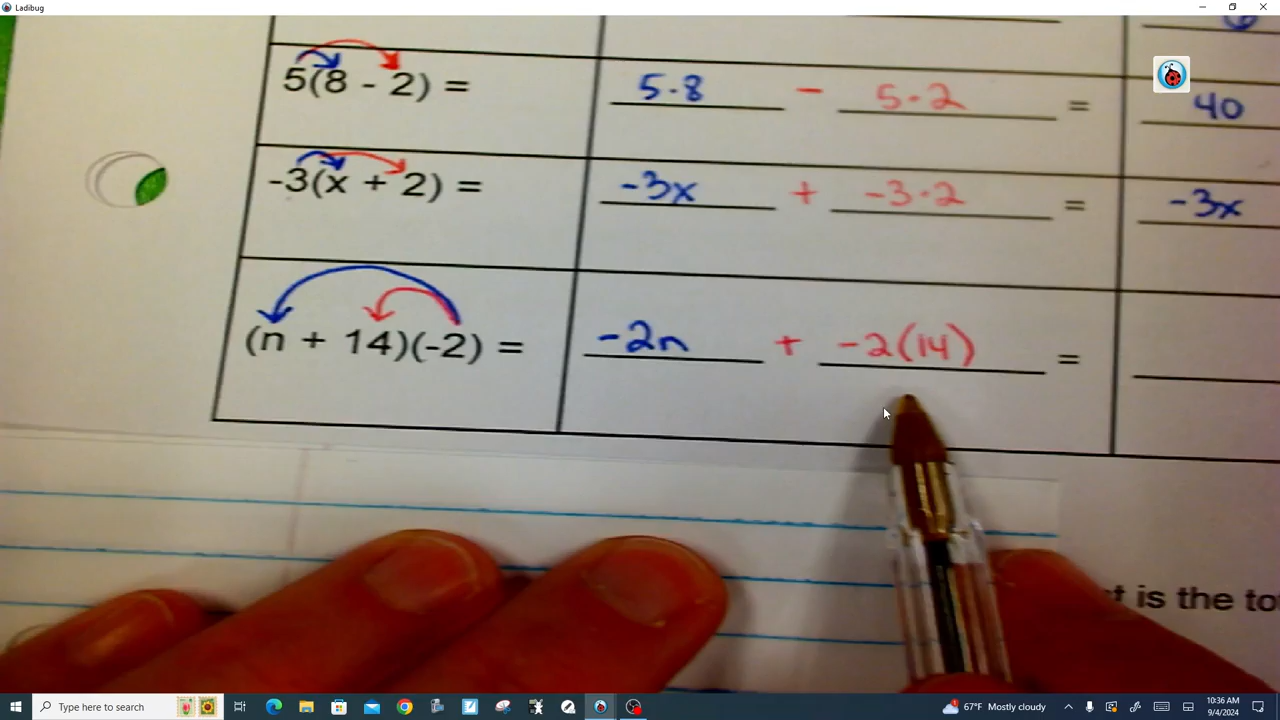 Ladibug
5(8 - 2) = 5·8 - 5·2 = 40
-3(x + 2) = -3x + -3·2 = -3x
(n + 14)(-2) = -2n + -2(14) =
is the
Type here to search
67°F Mostly cloudy
10:36 AM
9/4/2024